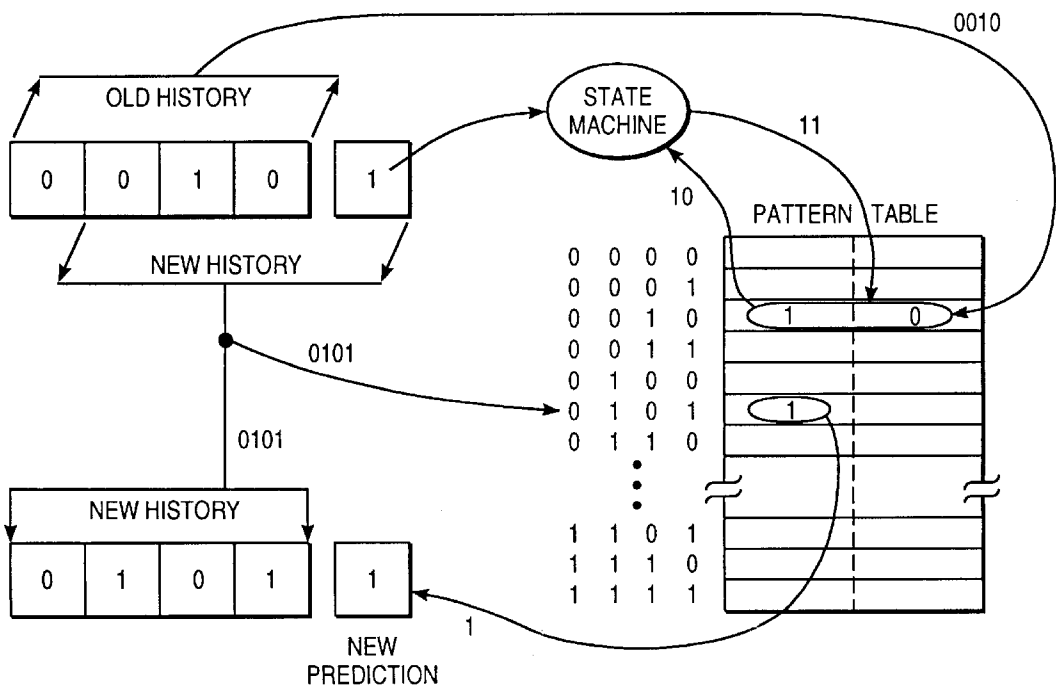 0010
OLD HISTORY
STATE
MACHINE
11
0 0 1 0 1
10
PATTERN TABLE
NEW HISTORY
0 0 0 0
0 0 0 1
0 0 1 0 1 0
0 0 1 1
0101
0 1 0 0
0 1 0 1 1
0 1 1 0
0101
NEW HISTORY
1 1 0 1
0 1 0 1 1
1 1 1 0
1 1 1 1
1
NEW
PREDICTION